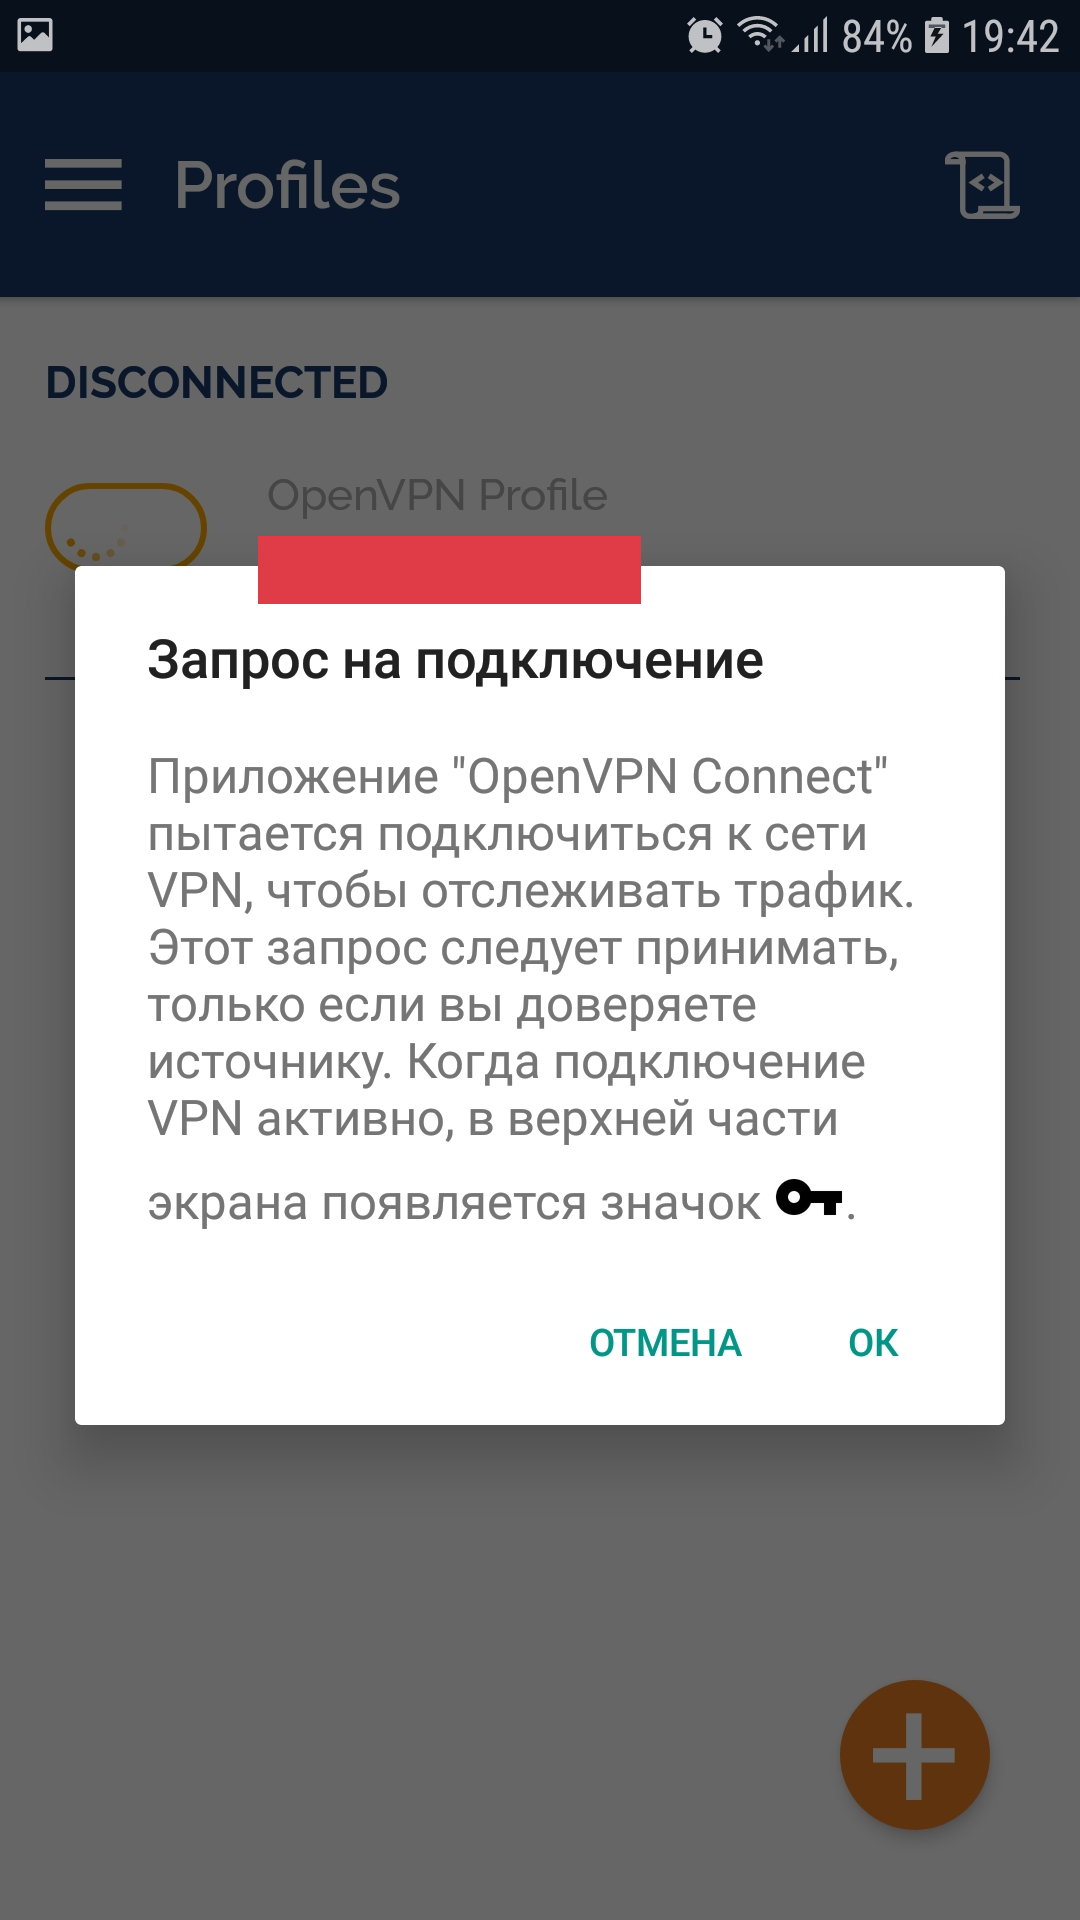 84% 19:42
Profiles
DISCONNECTED
OpenVPN Profile
Запрос на подключение
Приложение "OpenVPN Connect"
пытается подключиться к сети
VPN, чтобы отслеживать трафик.
Этот запрос следует принимать,
только если вы доверяете
источнику. Когда подключение
VPN активно, в верхней части
экрана появляется значок .
ОТМЕНА ОК